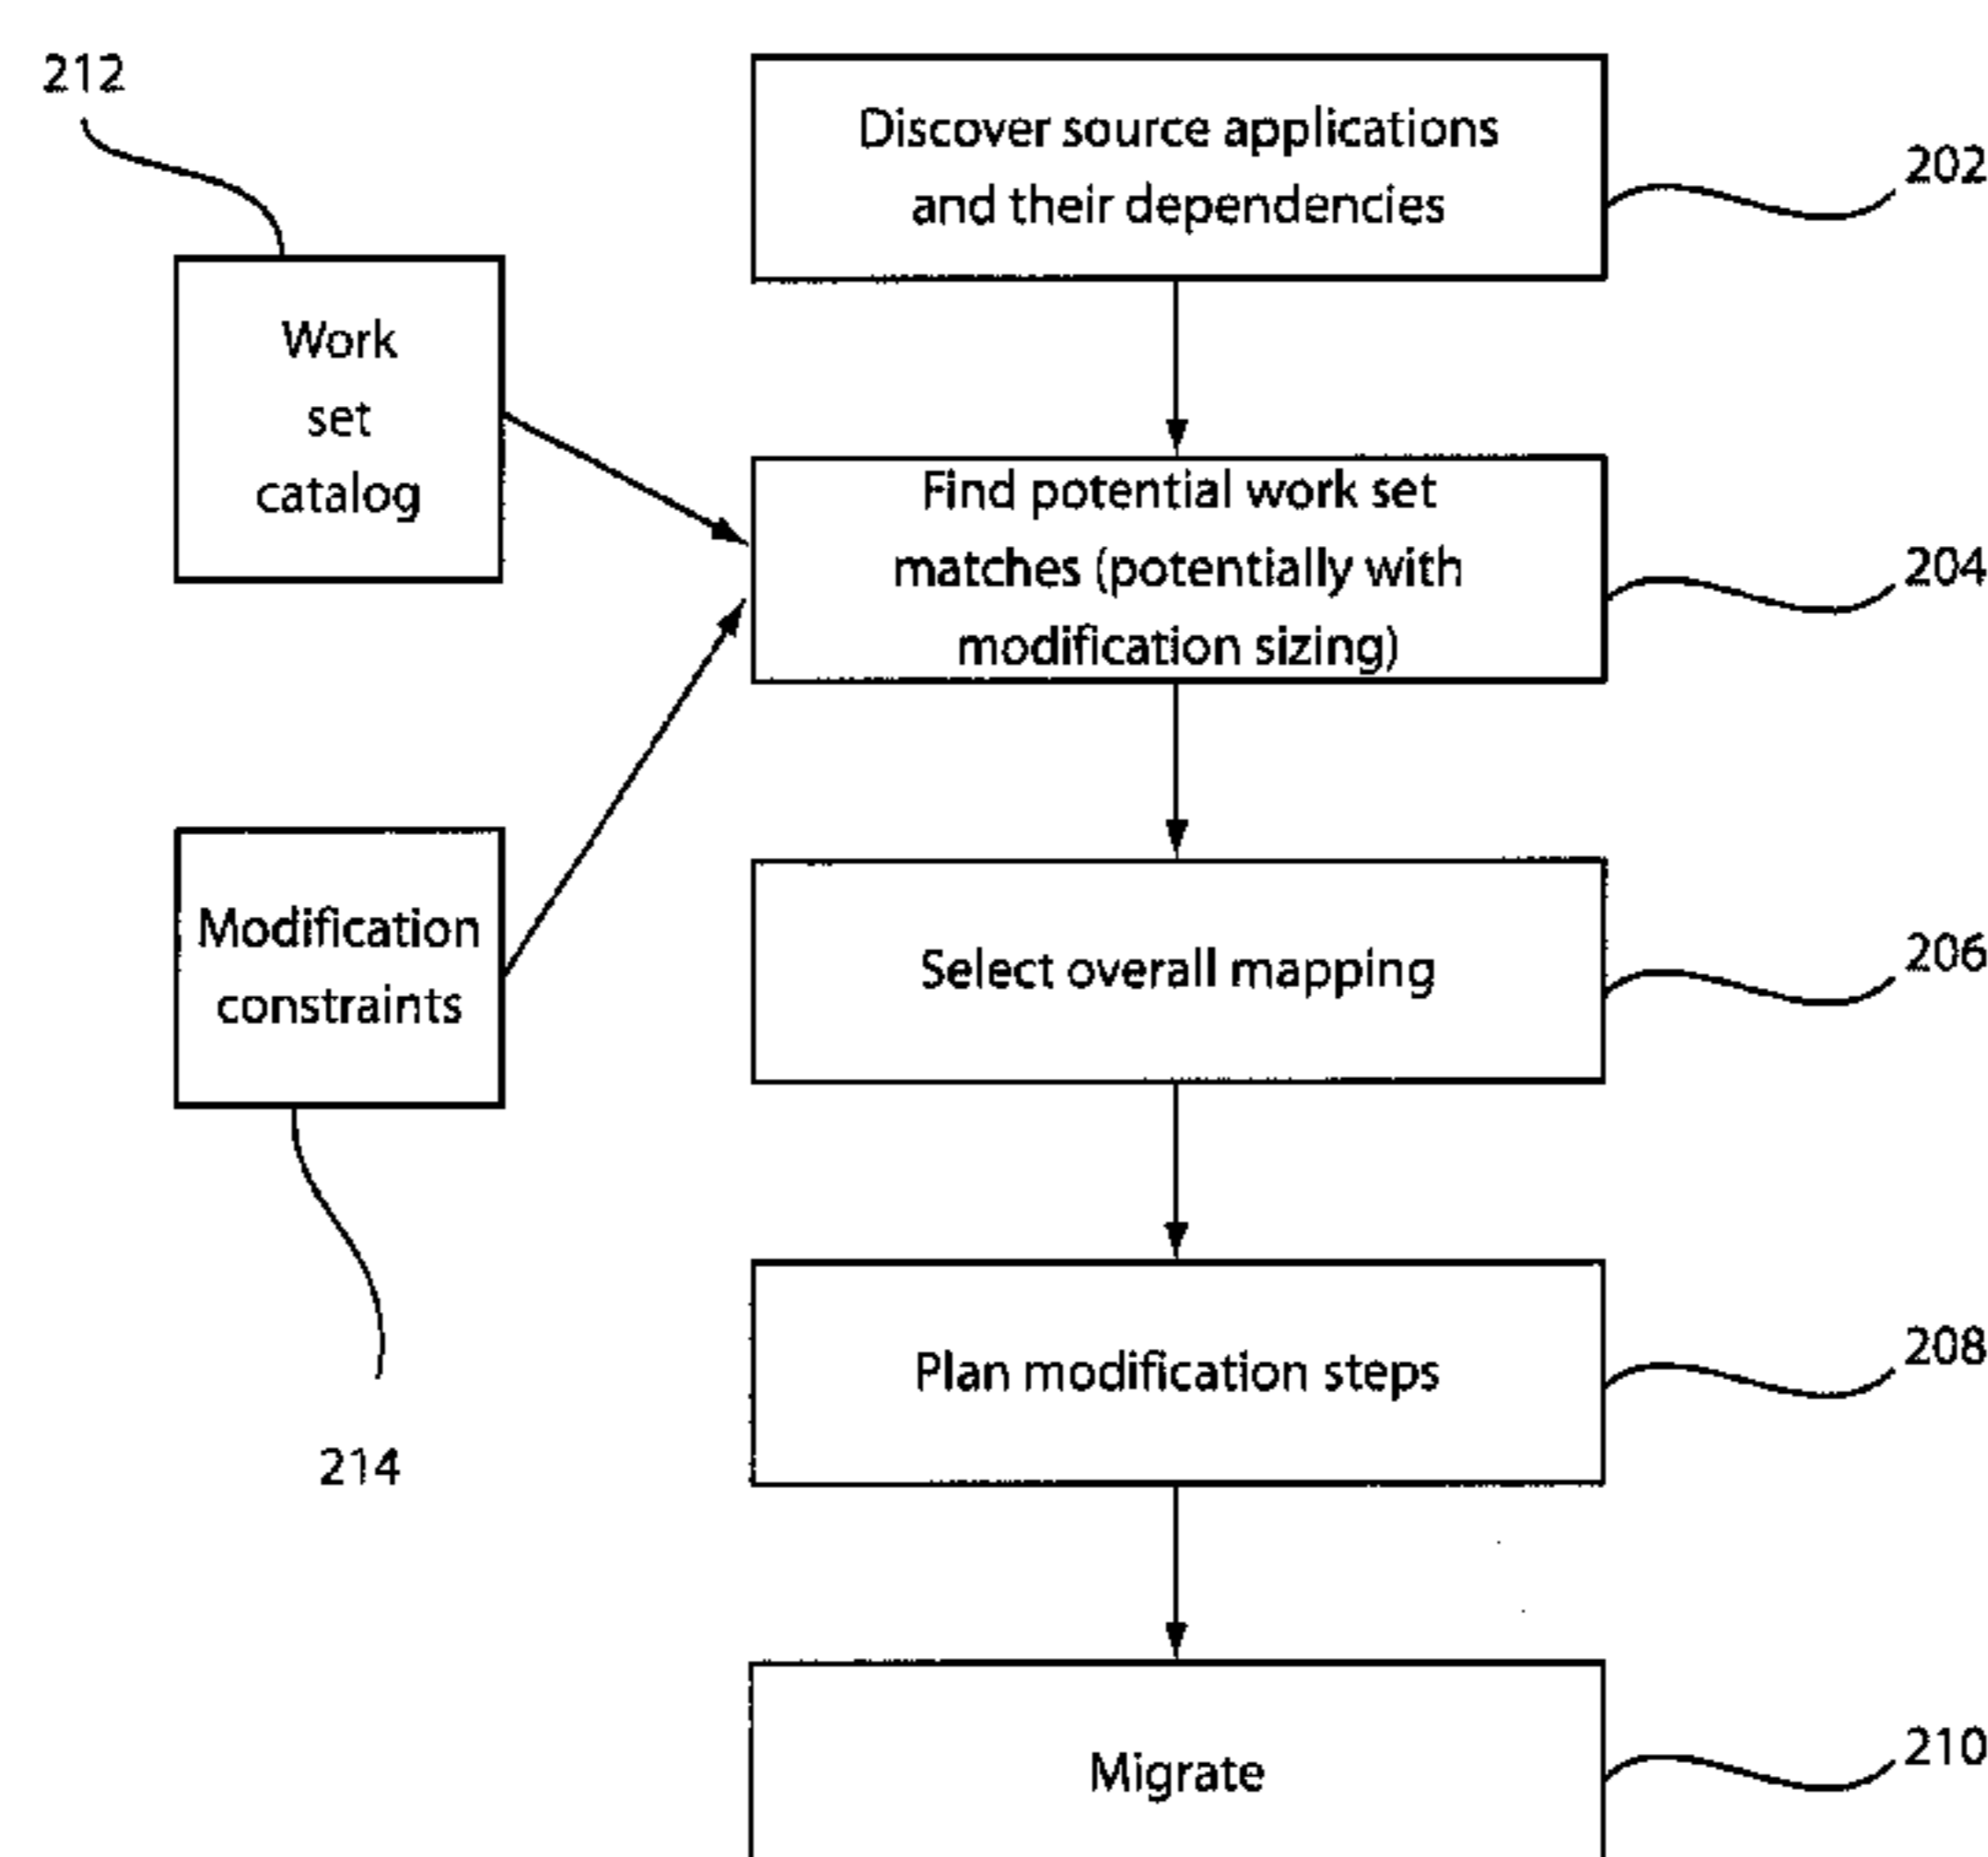 212
Discover source applications
and their dependencies
202
Work
set
catalog
Find potential work set
matches (potentially with
modification sizing)
204
Modification
constraints
Select overall mapping
206
Plan modification steps
208
214
Migrate
210